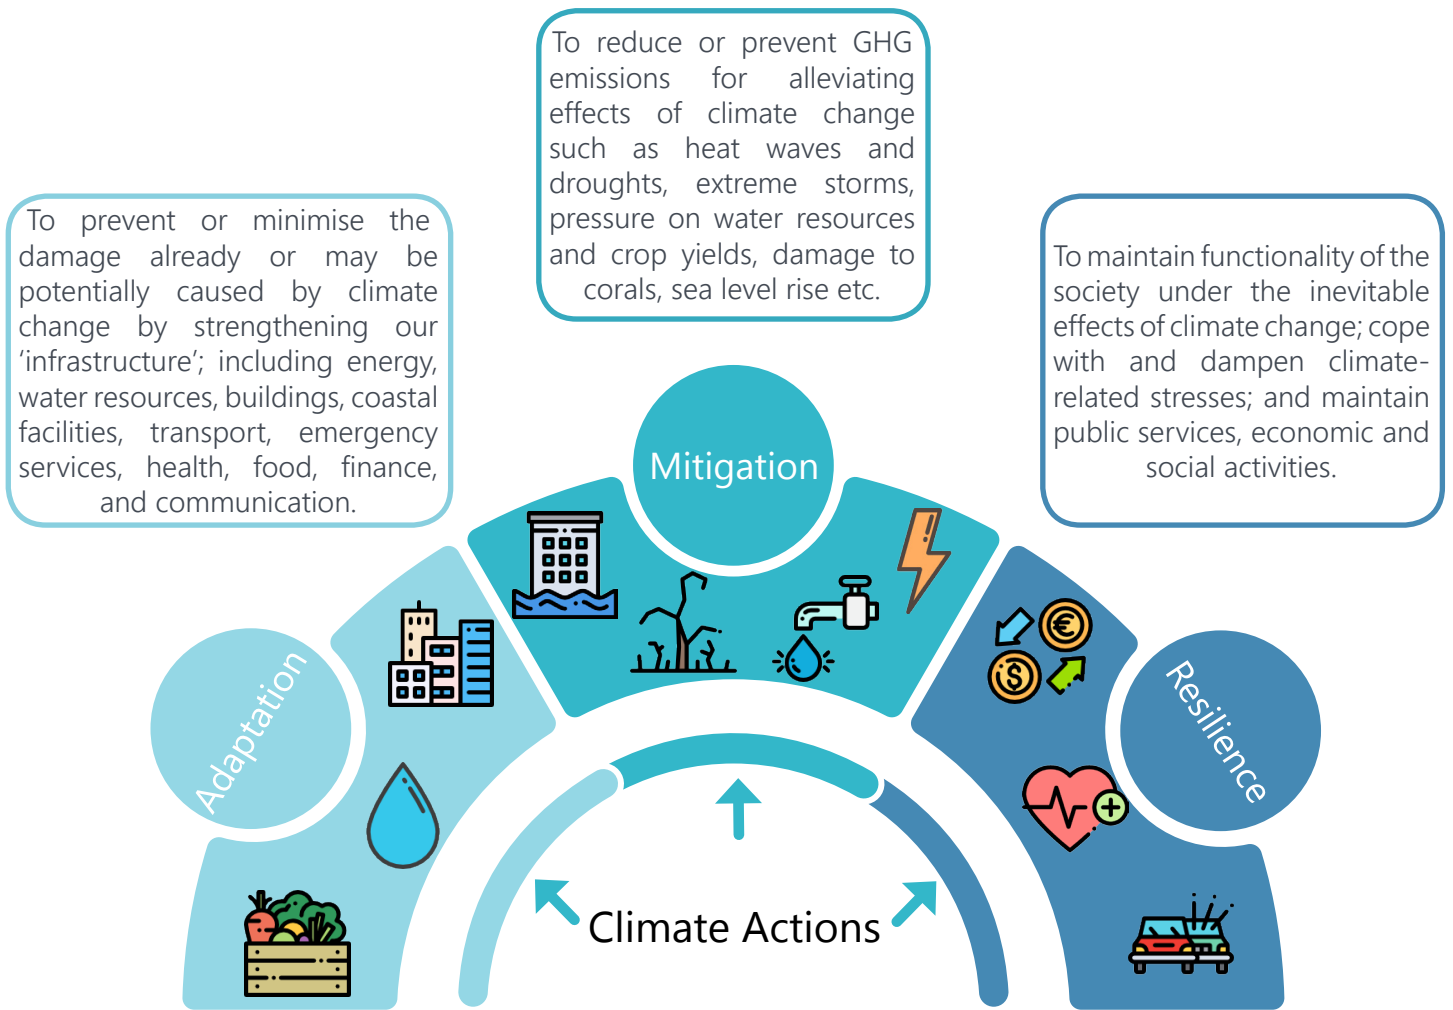 To reduce or prevent GHG
emissions for alleviating
effects of climate change
such as heat waves and
droughts, extreme storms,
pressure on water resources
and crop yields, damage to
corals, sea level rise etc.
To prevent or minimise the
damage already or may be
potentially caused by climate
change by strengthening our
‘infrastructure’; including energy,
water resources, buildings, coastal
facilities, transport, emergency
services, health, food, finance,
and communication.
To maintain functionality of the
society under the inevitable
effects of climate change; cope
with and dampen climate-
related stresses; and maintain
public services, economic and
social activities.
Mitigation
Adaptation
Resilience
Climate Actions